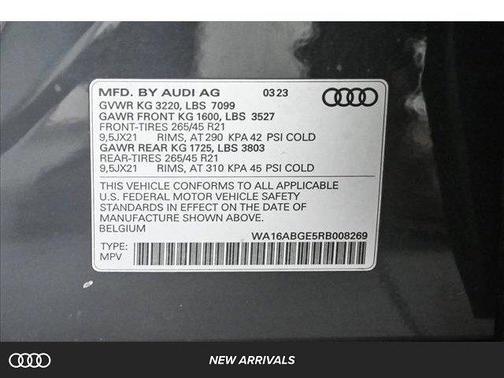 MFD. BY AUDI AG 0323
GVWR KG 3220, LBS 7099
GAWR FRONT KG 1600, LBS 3527
FRONT-TIRES 265/45 R21
9,5JX21 RIMS, AT 290 KPA 42 PSI COLD
GAWR REAR KG 1725, LBS 3803
REAR-TIRES 265/45 R21
9,5JX21 RIMS, AT 310 KPA 45 PSI COLD
THIS VEHICLE CONFORMS TO ALL APPLICABLE
U.S. FEDERAL MOTOR VEHICLE SAFETY
STANDARDS IN EFFECT ON THE DATE OF
MANUFACTURE SHOWN ABOVE.
BELGIUM WA16ABGE5RB008269
TYPE:
MPV
NEW ARRIVALS